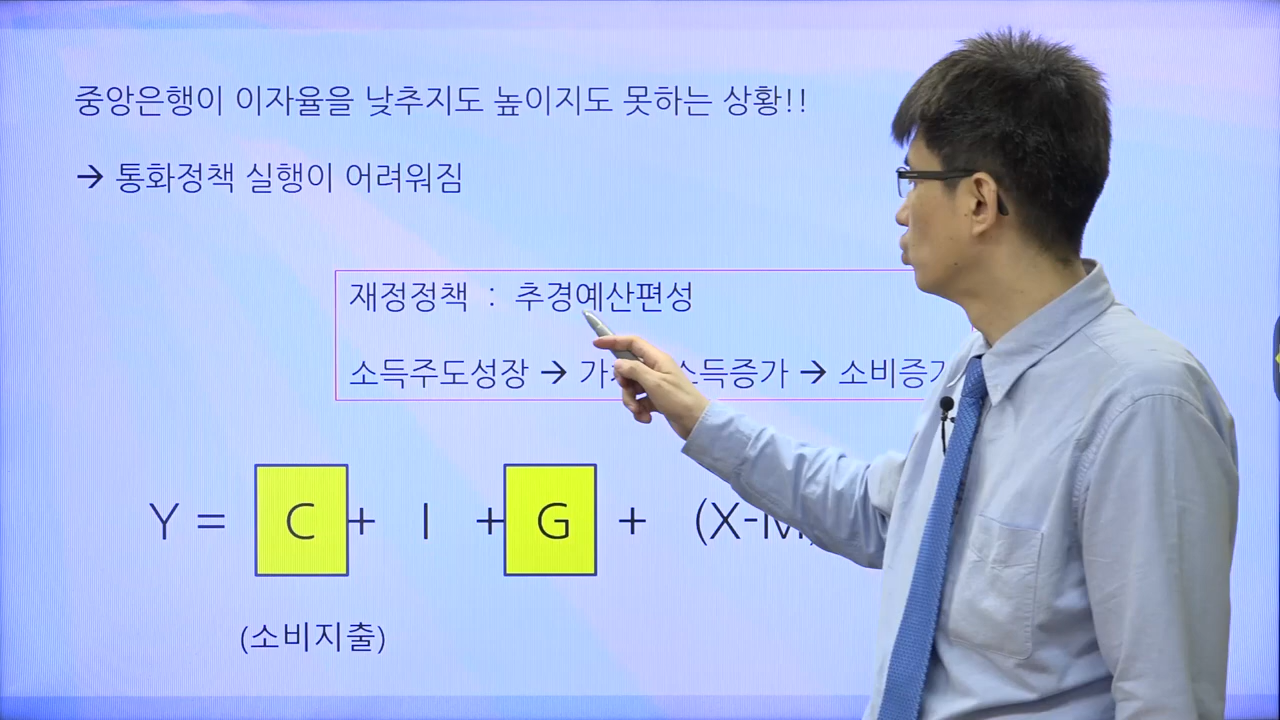 중앙은행이 이자율을 낮추지도 높이지도 못하는 상황!!
→ 통화정책 실행이 어려워짐
재정정책 : 추경예산편성
소득주도성장 → 소득증가 → 소비증가
Y = C + I + G + (X-M)
(소비지출)